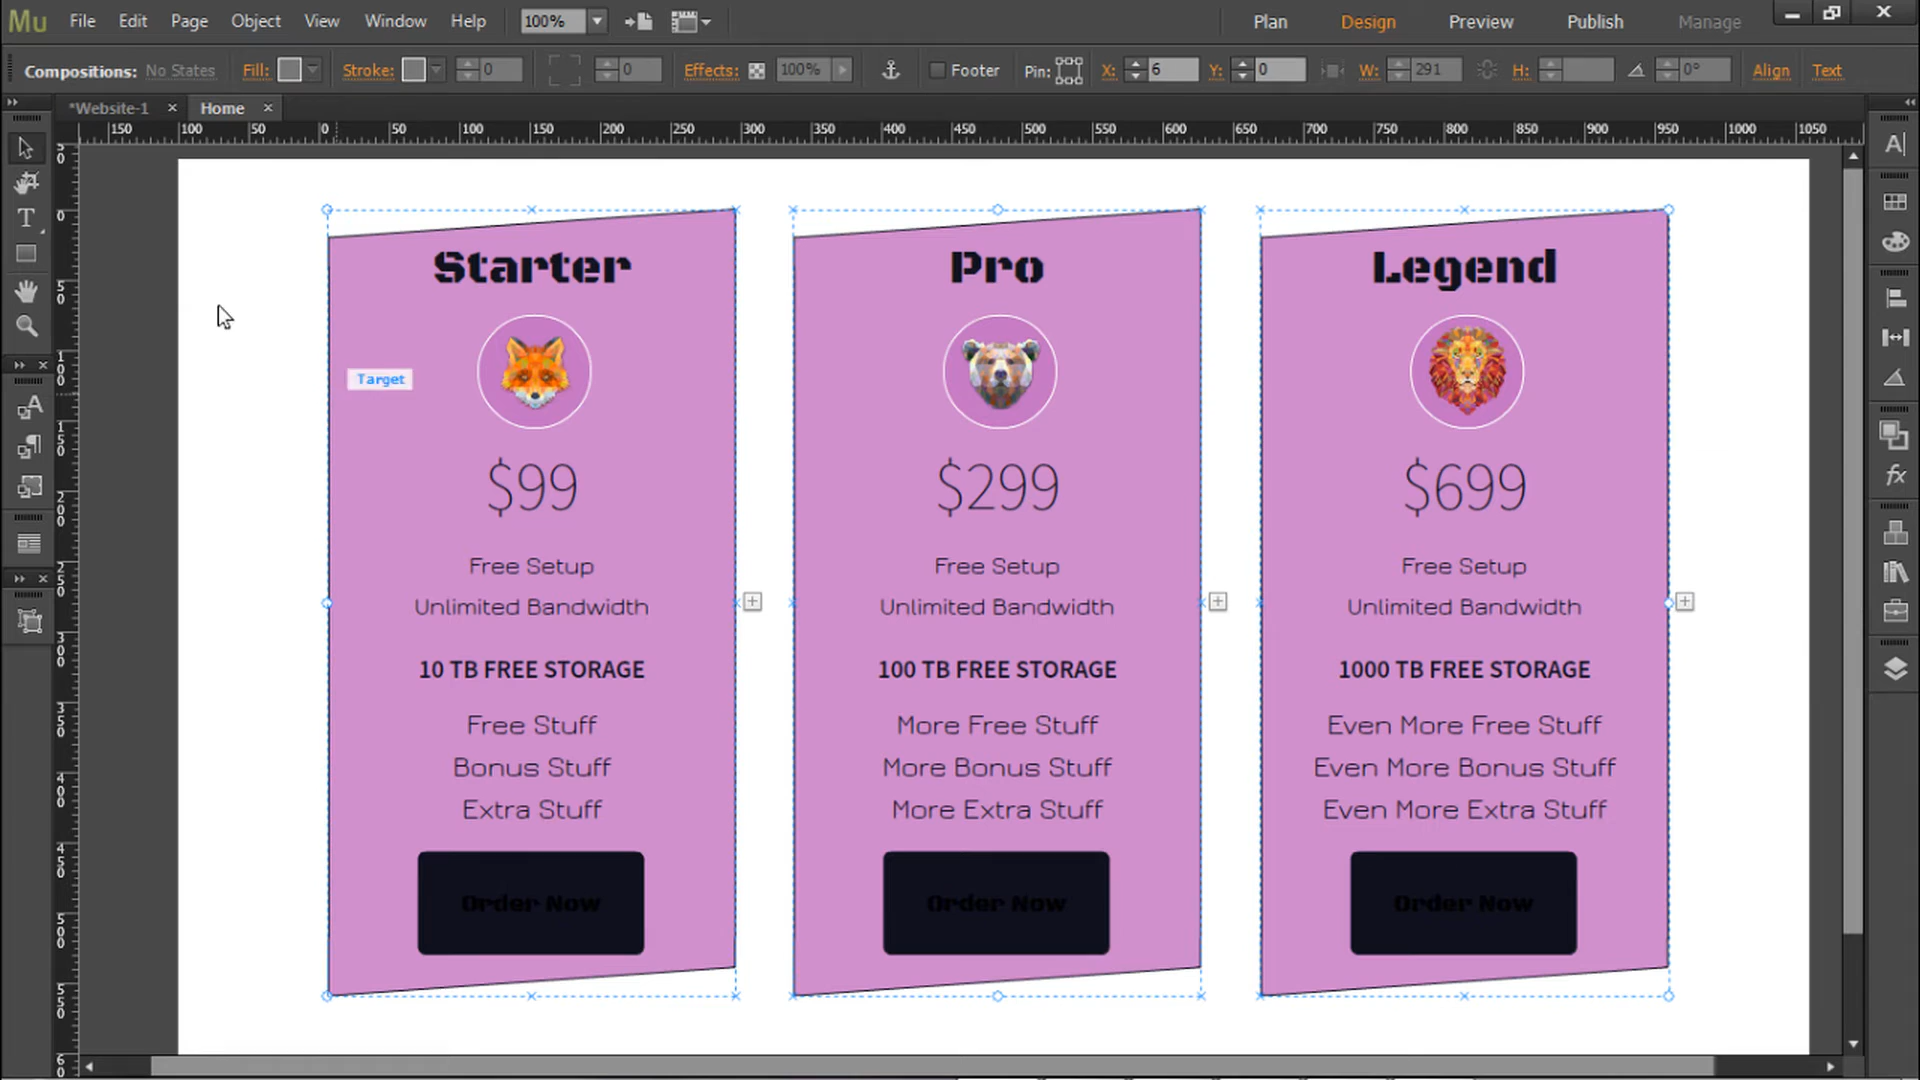 Mu File Edit Page Object View Window Help 100% Plan Design Preview Publish Manage
Compositions: No States Fill: Stroke: 0 0 Effects: 100% Footer Pin: X: 6 Y: 0 W: 291 H: 0° Align Text
*Website-1 × Home ×
150 100 50 0 50 100 150 200 250 300 350 400 450 500 550 600 650 700 750 800 850 900 950 1000 1050
Starter Pro Legend
Target
$99 $299 $699
Free Setup Free Setup Free Setup
Unlimited Bandwidth Unlimited Bandwidth Unlimited Bandwidth
10 TB FREE STORAGE 100 TB FREE STORAGE 1000 TB FREE STORAGE
Free Stuff More Free Stuff Even More Free Stuff
Bonus Stuff More Bonus Stuff Even More Bonus Stuff
Extra Stuff More Extra Stuff Even More Extra Stuff
Order Now Order Now Order Now